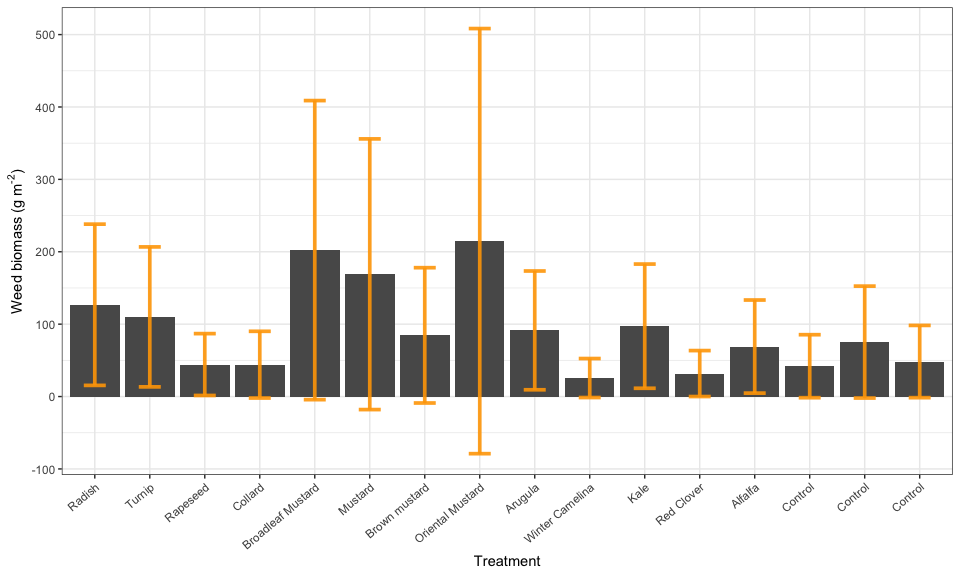 Weed biomass (g m⁻²)
500
400
300
200
100
0
-100
Radish
Turnip
Rapeseed
Collard
Broadleaf Mustard
Mustard
Brown mustard
Oriental Mustard
Arugula
Winter Camelina
Kale
Red Clover
Alfalfa
Control
Control
Control
Treatment